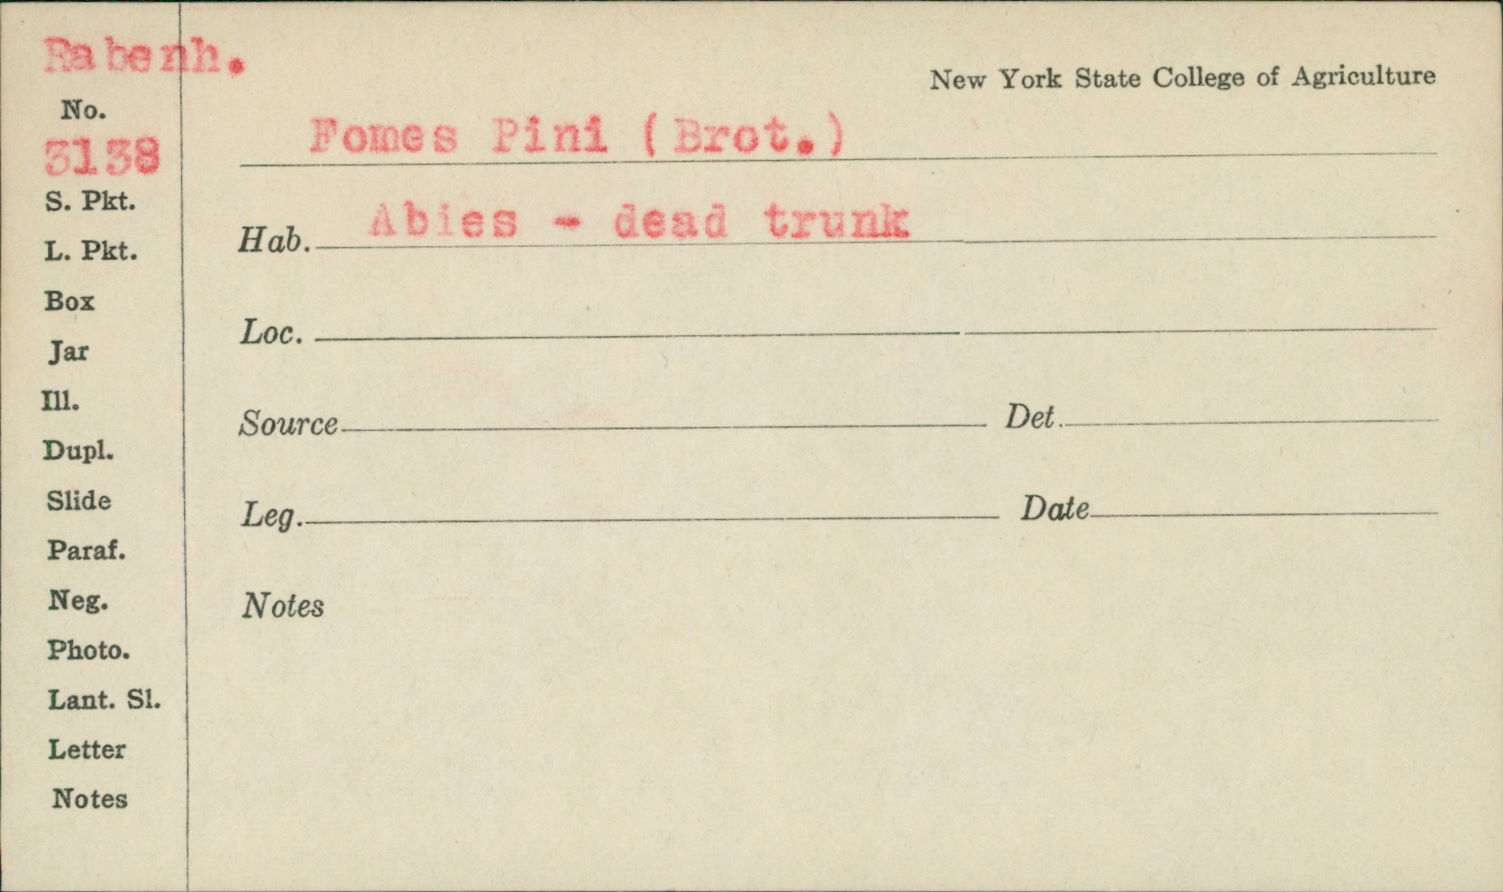 Rabenh.
New York State College of Agriculture
No.
3138
Fomes Pini (Brot.)
S. Pkt.
Hab. Abies - dead trunk
L. Pkt.
Box
Loc.
Jar
Ill.
Source Det.
Dupl.
Slide
Leg. Date
Paraf.
Neg.
Notes
Photo.
Lant. Sl.
Letter
Notes